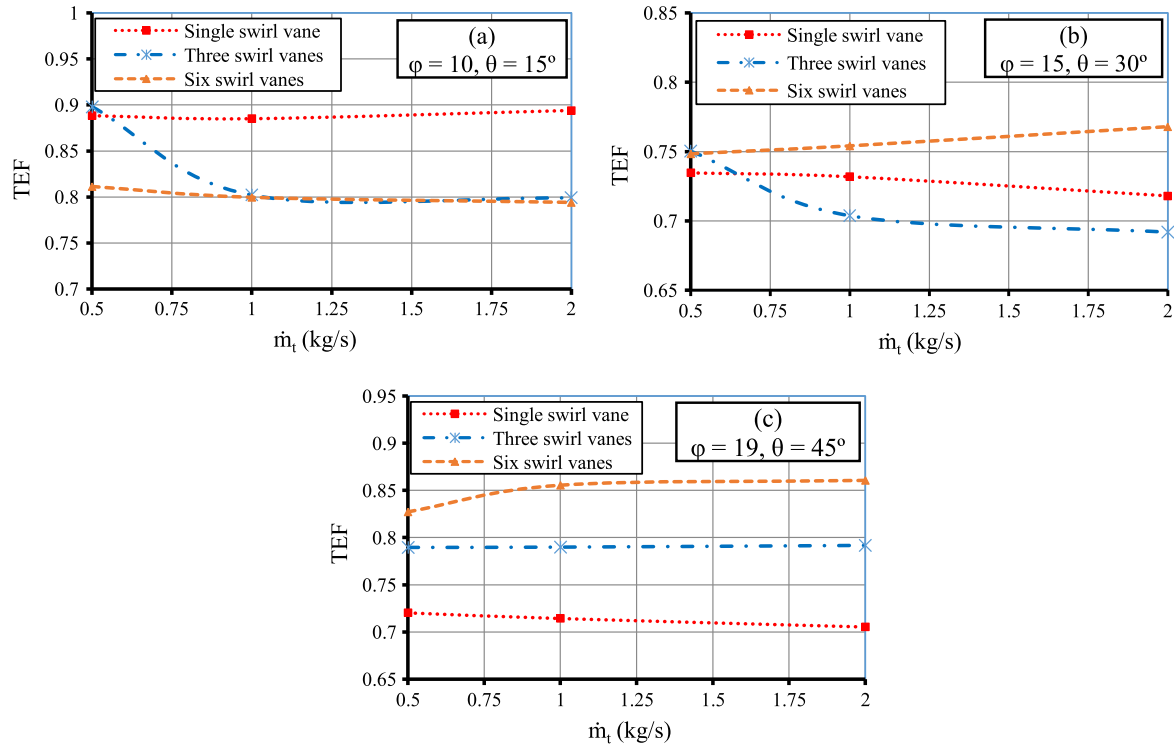 1
0.95
0.9
0.85
0.8
0.75
0.7
TEF
Single swirl vane
Three swirl vanes
Six swirl vanes
(a)
φ = 10, θ = 15º
0.5
0.75
1
1.25
1.5
1.75
2
ṁt (kg/s)
0.85
0.8
0.75
0.7
0.65
TEF
Single swirl vane
Three swirl vanes
Six swirl vanes
(b)
φ = 15, θ = 30º
0.5
0.75
1
1.25
1.5
1.75
2
ṁt (kg/s)
0.95
0.9
0.85
0.8
0.75
0.7
0.65
TEF
Single swirl vane
Three swirl vanes
Six swirl vanes
(c)
φ = 19, θ = 45º
0.5
0.75
1
1.25
1.5
1.75
2
ṁt (kg/s)